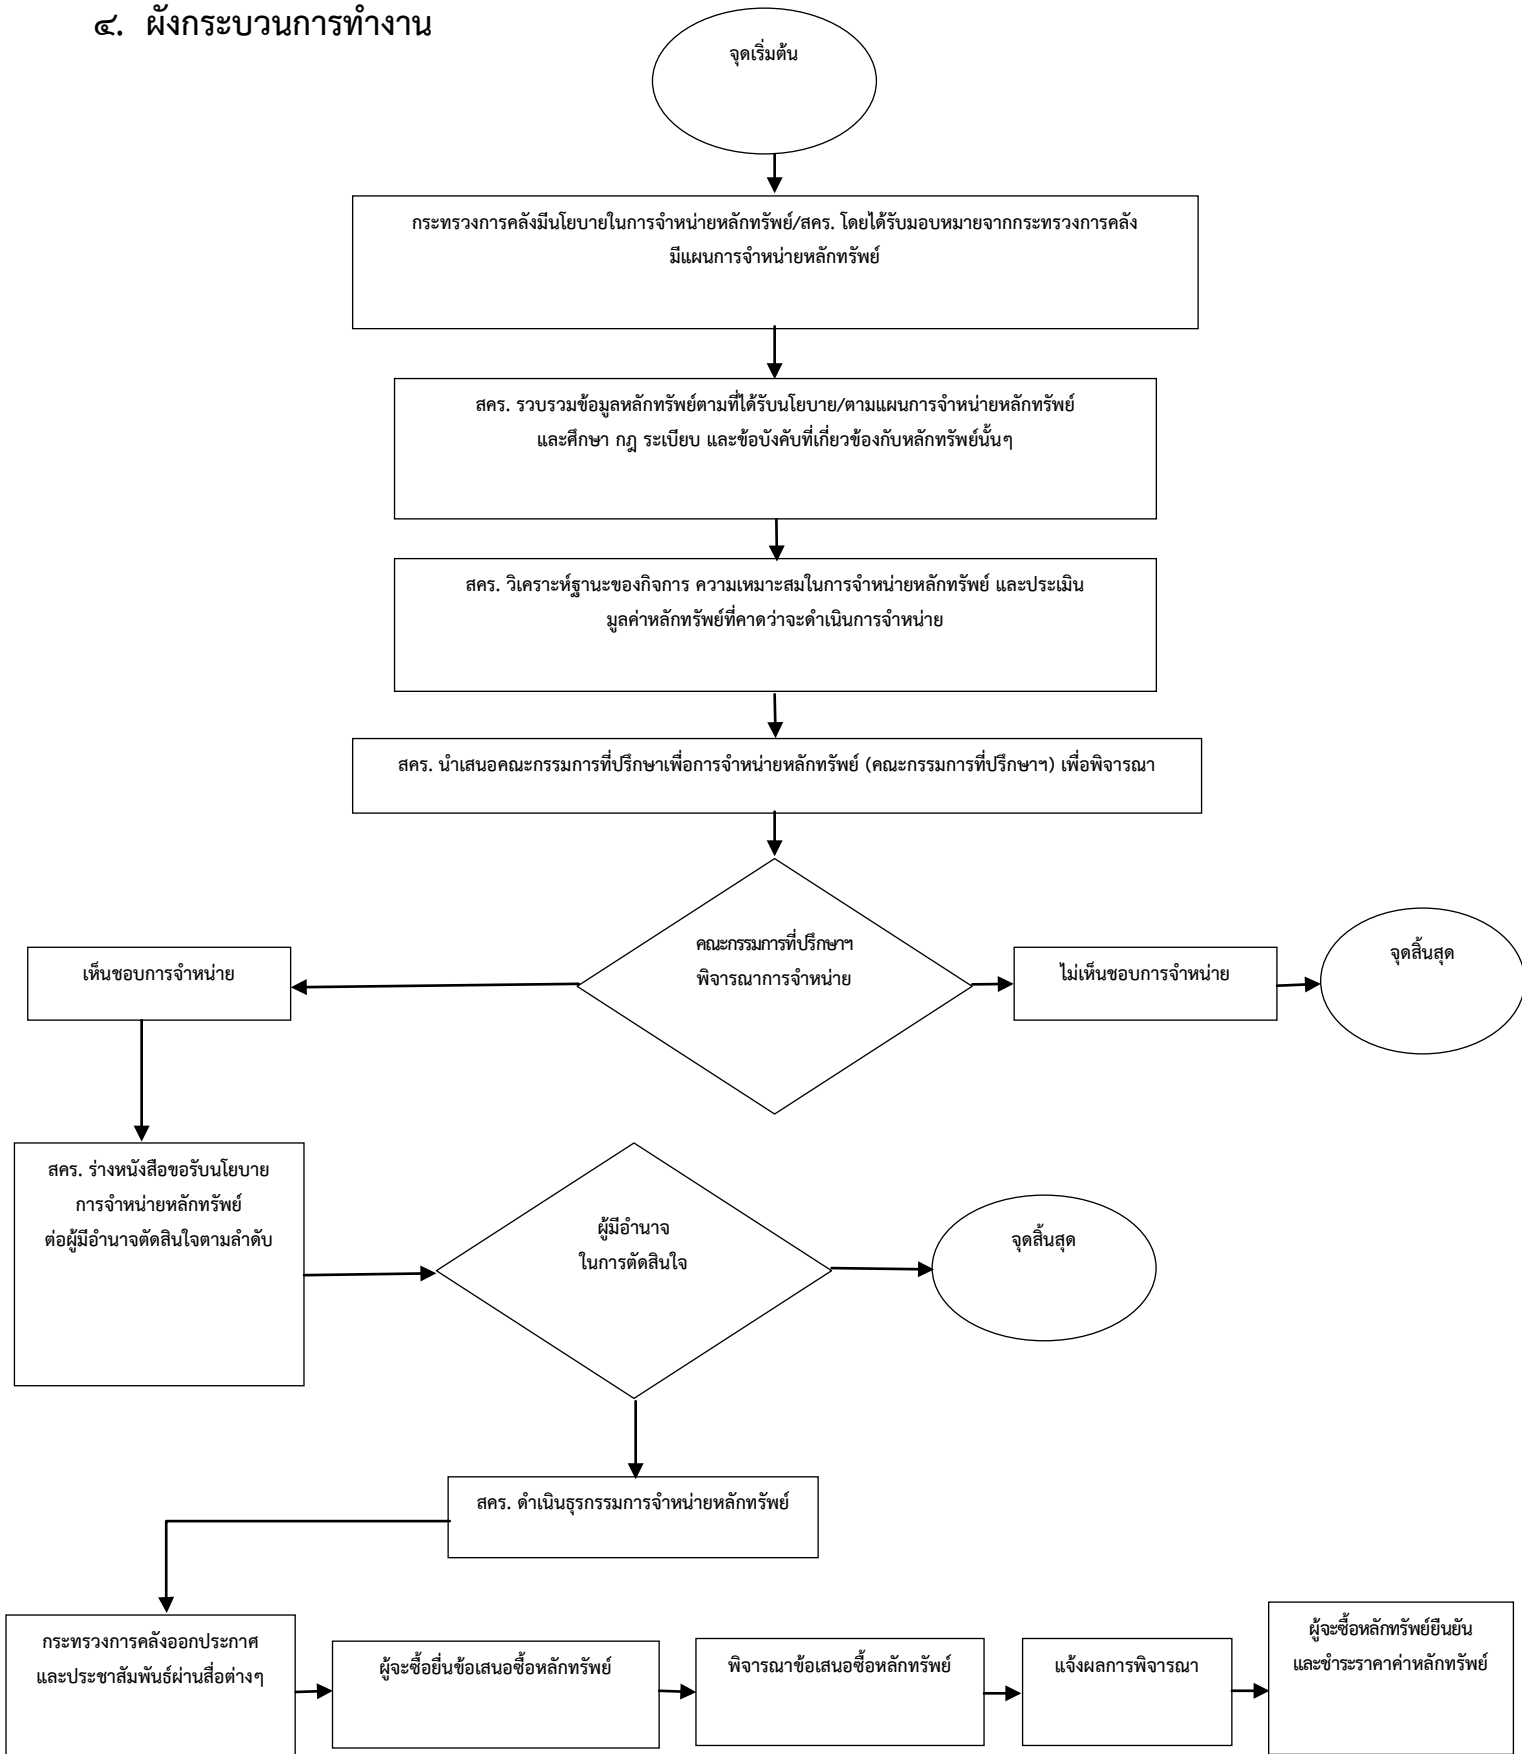 ๔. ผังกระบวนการทำงาน
จุดเริ่มต้น
กระทรวงการคลังมีนโยบายในการจำหน่ายหลักทรัพย์/สคร. โดยได้รับมอบหมายจากกระทรวงการคลัง
มีแผนการจำหน่ายหลักทรัพย์
สคร. รวบรวมข้อมูลหลักทรัพย์ตามที่ได้รับนโยบาย/ตามแผนการจำหน่ายหลักทรัพย์
และศึกษา กฎ ระเบียบ และข้อบังคับที่เกี่ยวข้องกับหลักทรัพย์นั้นๆ
สคร. วิเคราะห์ฐานะของกิจการ ความเหมาะสมในการจำหน่ายหลักทรัพย์ และประเมิน
มูลค่าหลักทรัพย์ที่คาดว่าจะดำเนินการจำหน่าย
สคร. นำเสนอคณะกรรมการที่ปรึกษาเพื่อการจำหน่ายหลักทรัพย์ (คณะกรรมการที่ปรึกษาฯ) เพื่อพิจารณา
คณะกรรมการที่ปรึกษาฯ
พิจารณาการจำหน่าย
เห็นชอบการจำหน่าย
ไม่เห็นชอบการจำหน่าย
จุดสิ้นสุด
สคร. ร่างหนังสือขอรับนโยบาย
การจำหน่ายหลักทรัพย์
ต่อผู้มีอำนาจตัดสินใจตามลำดับ
ผู้มีอำนาจ
ในการตัดสินใจ
จุดสิ้นสุด
สคร. ดำเนินธุรกรรมการจำหน่ายหลักทรัพย์
กระทรวงการคลังออกประกาศ
และประชาสัมพันธ์ผ่านสื่อต่างๆ
ผู้จะซื้อยื่นข้อเสนอซื้อหลักทรัพย์
พิจารณาข้อเสนอซื้อหลักทรัพย์
แจ้งผลการพิจารณา
ผู้จะซื้อหลักทรัพย์ยืนยัน
และชำระราคาค่าหลักทรัพย์